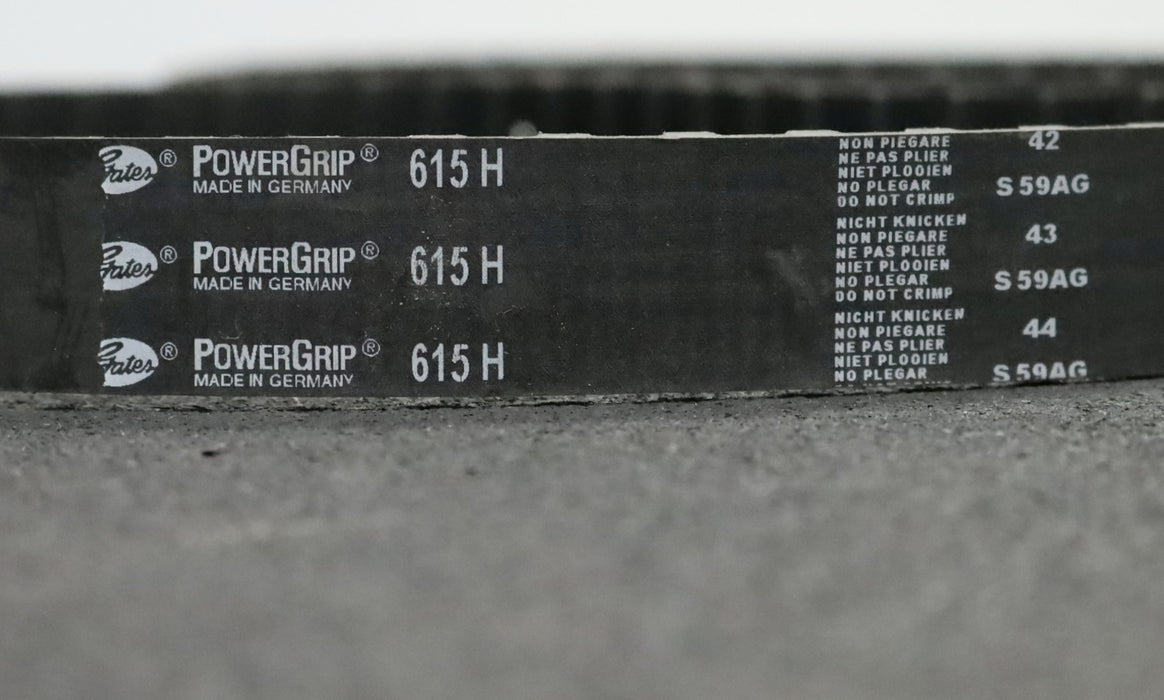 Gates® POWERGRIP® 615 H
MADE IN GERMANY
Gates® POWERGRIP® 615 H
MADE IN GERMANY
Gates® POWERGRIP® 615 H
MADE IN GERMANY
NON PIEGARE
NE PAS PLIER
NIET PLOOIEN
NO PLEGAR
DO NOT CRIMP
NICHT KNICKEN
NON PIEGARE
NE PAS PLIER
NIET PLOOIEN
NO PLEGAR
DO NOT CRIMP
NICHT KNICKEN
NON PIEGARE
NE PAS PLIER
NIET PLOOIEN
NO PLEGAR
42
S59AG
43
S59AG
44
S59AG